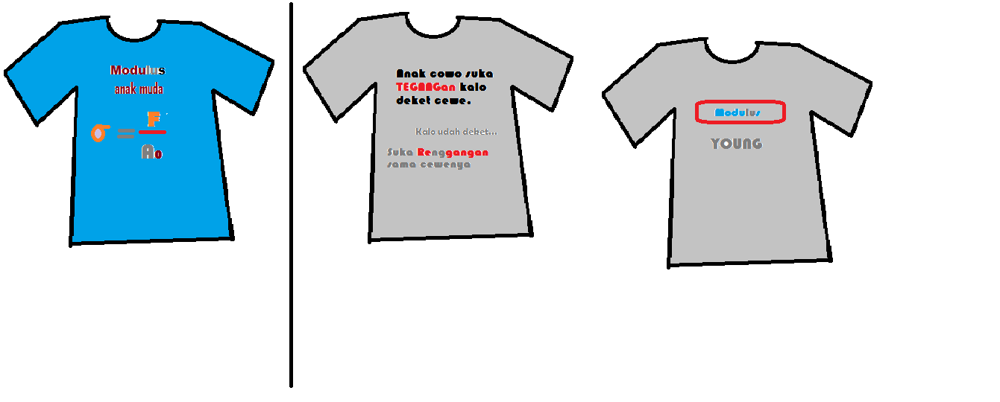 Modulus
anak muda
σ = F
Ao
Anak cowo suka
TEGANGan kalo
deket cewe.
Kalo udah deket...
Suka Renggangan
sama cewenya
Modulus
YOUNG